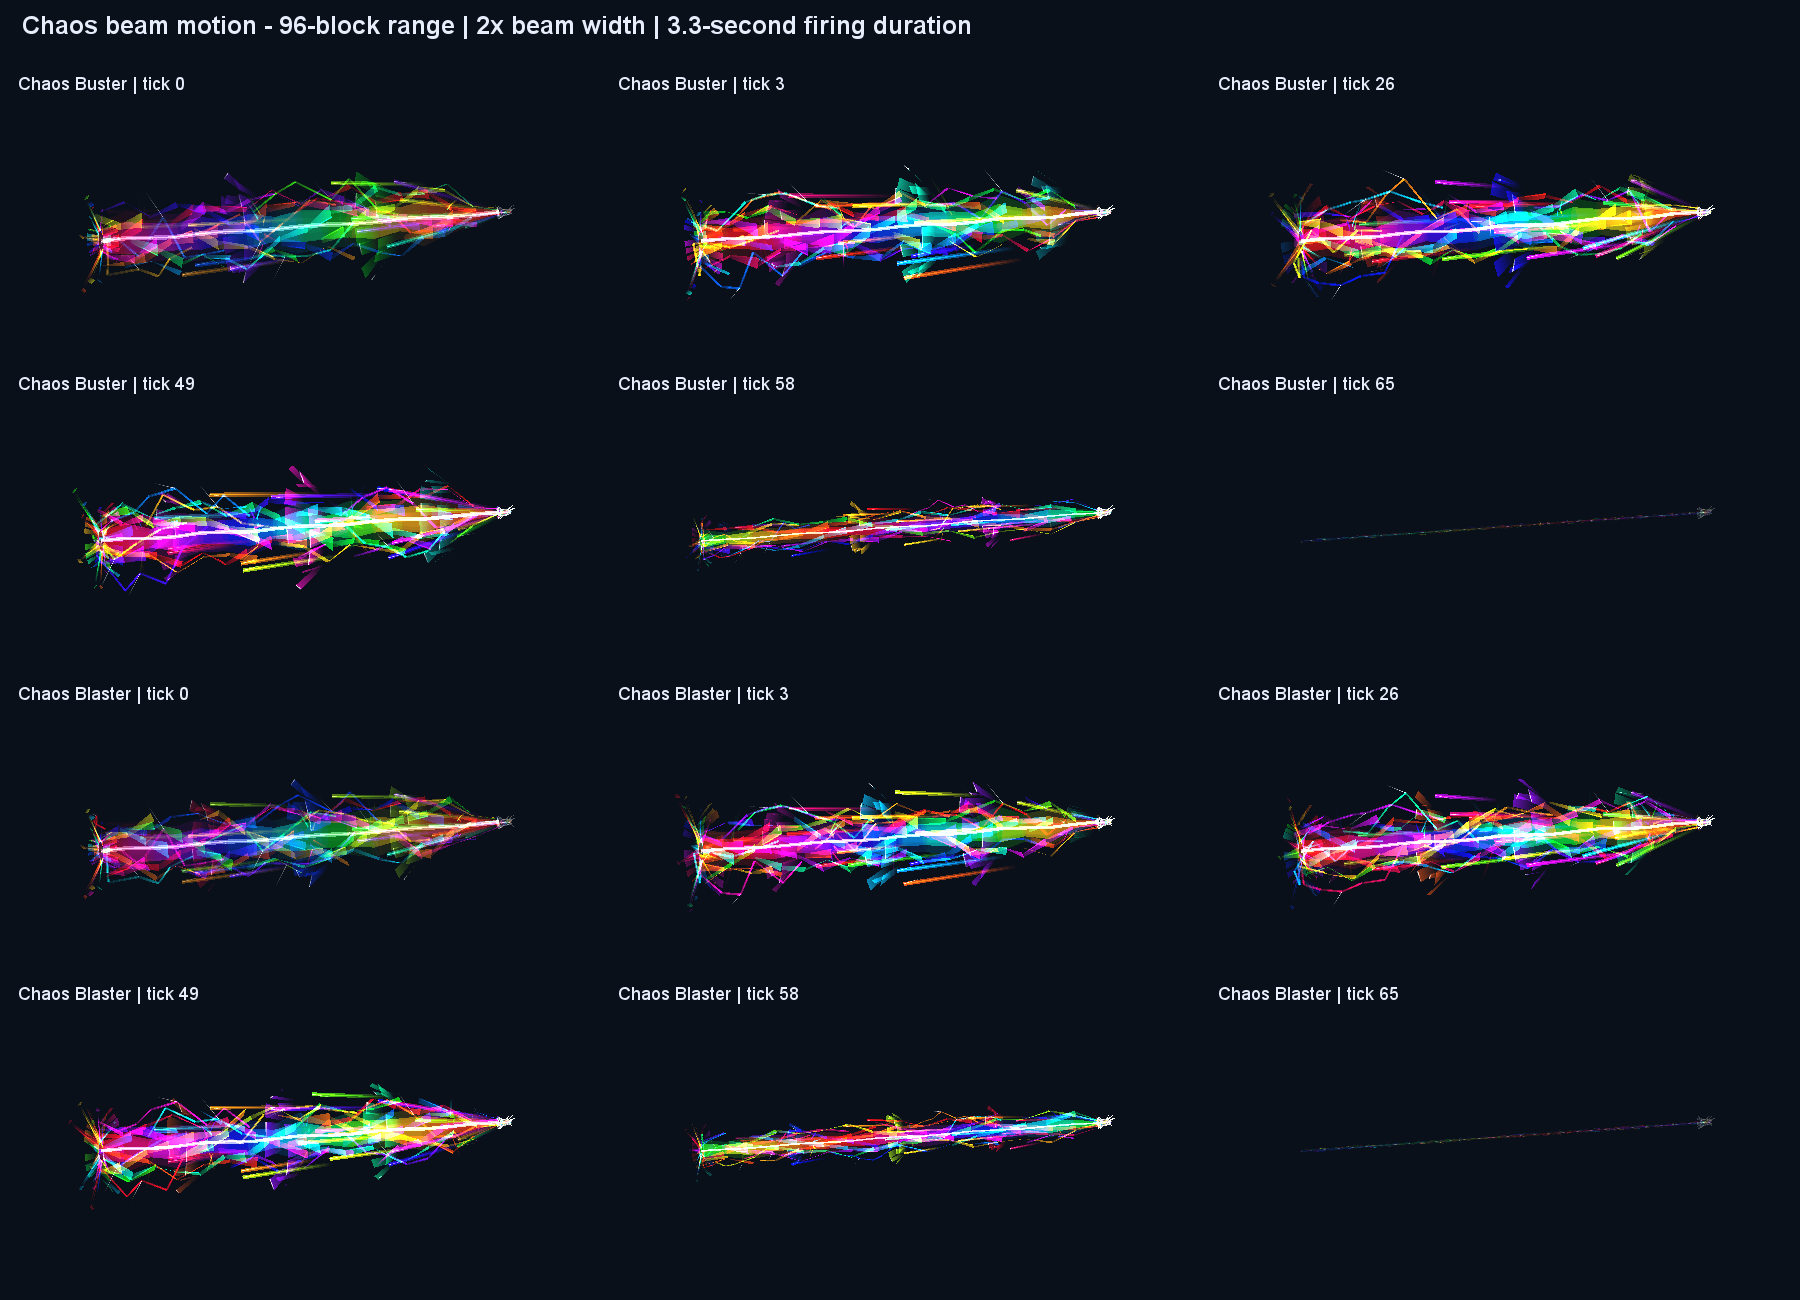 Chaos beam motion - 96-block range | 2x beam width | 3.3-second firing duration
Chaos Buster | tick 0
Chaos Buster | tick 3
Chaos Buster | tick 26
Chaos Buster | tick 49
Chaos Buster | tick 58
Chaos Buster | tick 65
Chaos Blaster | tick 0
Chaos Blaster | tick 3
Chaos Blaster | tick 26
Chaos Blaster | tick 49
Chaos Blaster | tick 58
Chaos Blaster | tick 65